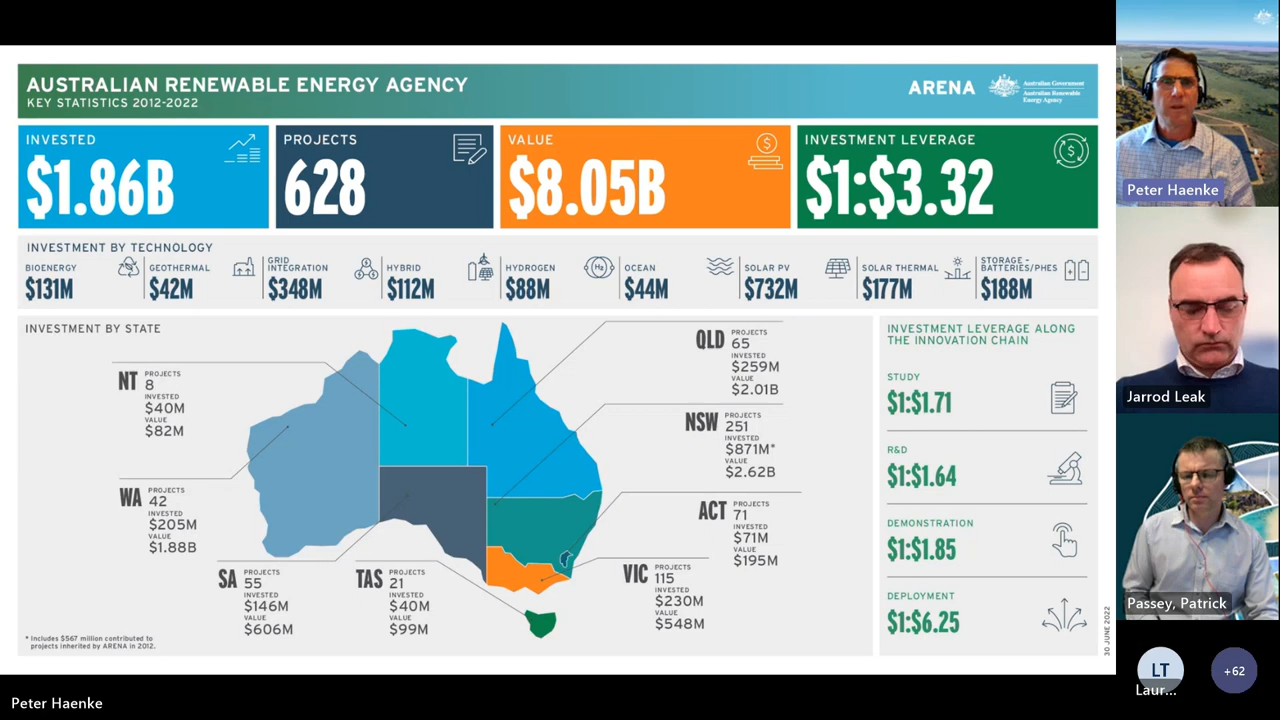 AUSTRALIAN RENEWABLE ENERGY AGENCY
KEY STATISTICS 2012-2022
ARENA
Australian Government
Australian Renewable
Energy Agency
INVESTED
$1.86B
PROJECTS
628
VALUE
$8.05B
INVESTMENT LEVERAGE
$1:$3.32
INVESTMENT BY TECHNOLOGY
BIOENERGY
$131M
GEOTHERMAL
$42M
GRID
INTEGRATION
$348M
HYBRID
$112M
HYDROGEN
$88M
H₂
OCEAN
$44M
SOLAR PV
$732M
SOLAR THERMAL
$177M
STORAGE -
BATTERIES/PHES
$188M
INVESTMENT BY STATE
NT
PROJECTS
8
INVESTED
$40M
VALUE
$82M
WA
PROJECTS
42
INVESTED
$205M
VALUE
$1.88B
SA
PROJECTS
55
INVESTED
$146M
VALUE
$606M
TAS
PROJECTS
21
INVESTED
$40M
VALUE
$99M
QLD
PROJECTS
65
INVESTED
$259M
VALUE
$2.01B
NSW
PROJECTS
251
INVESTED
$871M*
VALUE
$2.62B
ACT
PROJECTS
71
INVESTED
$71M
VALUE
$195M
VIC
PROJECTS
115
INVESTED
$230M
VALUE
$548M
* Includes $567 million contributed to
projects inherited by ARENA in 2012.
INVESTMENT LEVERAGE ALONG
THE INNOVATION CHAIN
STUDY
$1:$1.71
R&D
$1:$1.64
DEMONSTRATION
$1:$1.85
DEPLOYMENT
$1:$6.25
30 JUNE 2022
Peter Haenke
Jarrod Leak
Passey, Patrick
LT
Laur...
+62
Peter Haenke